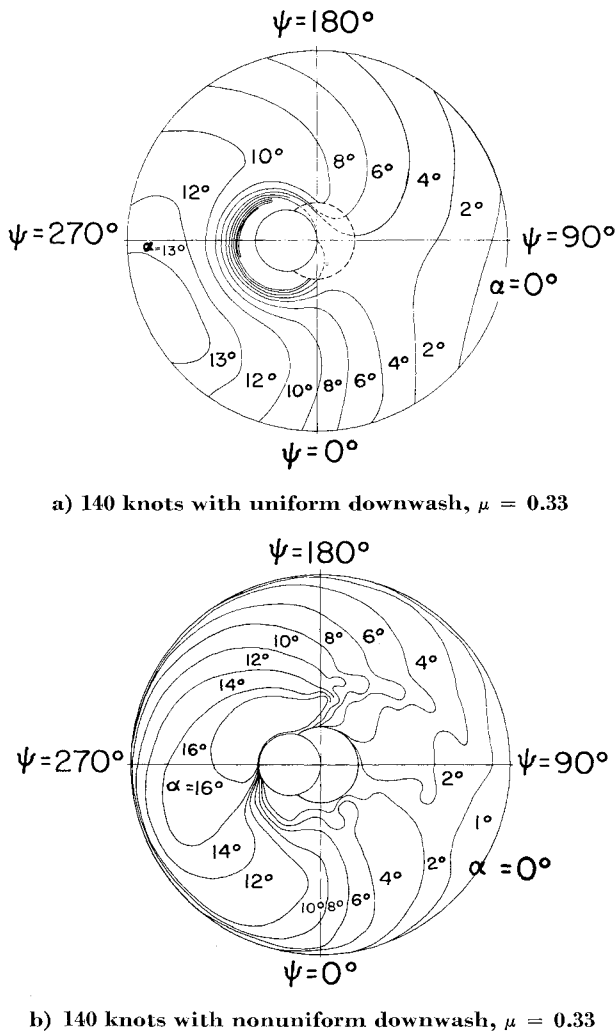 ψ=180°
10°
8°
6°
4°
12°
2°
ψ=270°
α=13°
ψ=90°
α=0°
13°
12°
10°
8°
6°
4°
2°
ψ=0°
a) 140 knots with uniform downwash, μ = 0.33
ψ=180°
8°
6°
10°
4°
12°
14°
16°
ψ=270°
ψ=90°
α=16°
2°
1°
14°
12°
10°
8°
6°
4°
2°
α=0°
ψ=0°
b) 140 knots with nonuniform downwash, μ = 0.33